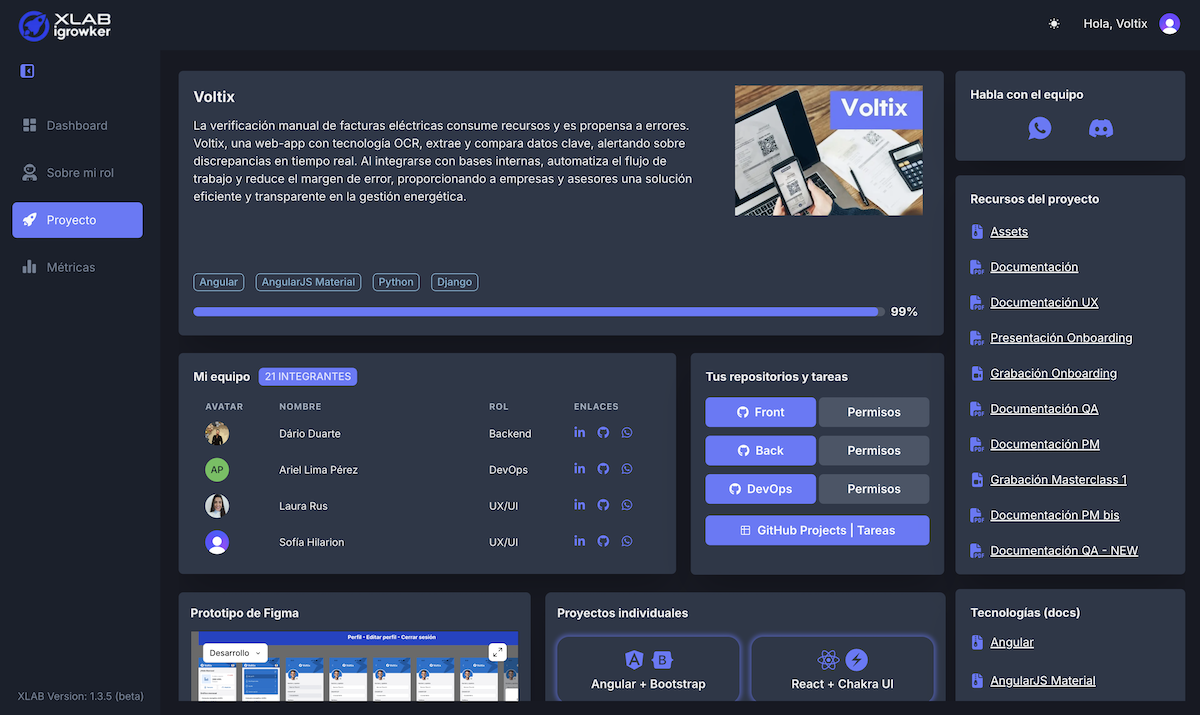 XLAB
igrowker
Hola, Voltix
Dashboard
Sobre mi rol
Proyecto
Métricas
XLAB Version: 1.3.5 (beta)
Voltix
La verificación manual de facturas eléctricas consume recursos y es propensa a errores.
Voltix, una web-app con tecnología OCR, extrae y compara datos clave, alertando sobre
discrepancias en tiempo real. Al integrarse con bases internas, automatiza el flujo de
trabajo y reduce el margen de error, proporcionando a empresas y asesores una solución
eficiente y transparente en la gestión energética.
Voltix
Angular
AngularJS Material
Python
Django
99%
Mi equipo
21 INTEGRANTES
AVATAR NOMBRE ROL ENLACES
Dário Duarte Backend
AP Ariel Lima Pérez DevOps
Laura Rus UX/UI
Sofía Hilarion UX/UI
Tus repositorios y tareas
Front Permisos
Back Permisos
DevOps Permisos
GitHub Projects | Tareas
Prototipo de Figma
Perfil - Editar perfil - Cerrar sesión
Desarrollo
Proyectos individuales
Angular + Bootstrap
React + Chakra UI
Habla con el equipo
Recursos del proyecto
Assets
Documentación
Documentación UX
Presentación Onboarding
Grabación Onboarding
Documentación QA
Documentación PM
Grabación Masterclass 1
Documentación PM bis
Documentación QA - NEW
Tecnologías (docs)
Angular
AngularJS Material